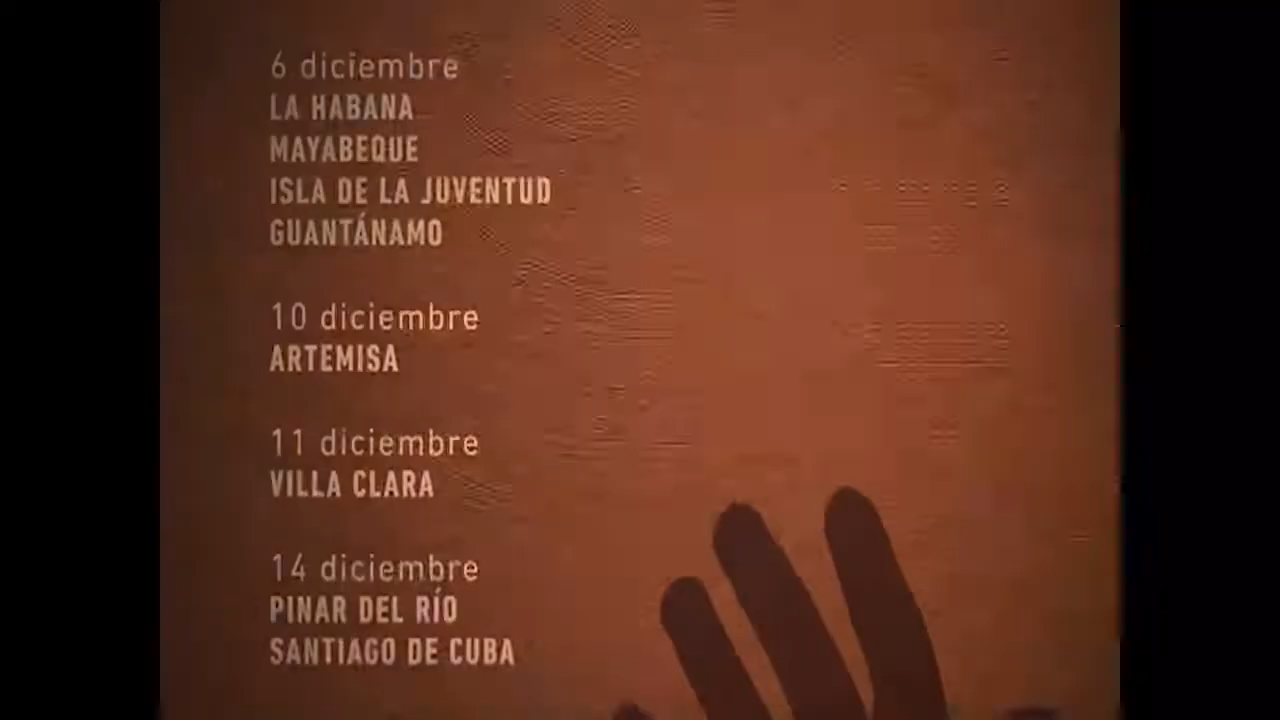 6 diciembre
LA HABANA
MAYABEQUE
ISLA DE LA JUVENTUD
GUANTÁNAMO
10 diciembre
ARTEMISA
11 diciembre
VILLA CLARA
14 diciembre
PINAR DEL RÍO
SANTIAGO DE CUBA